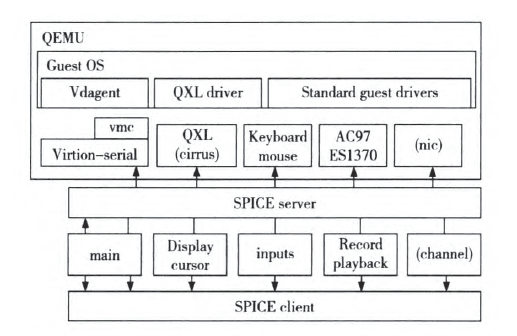 QEMU
Guest OS
Vdagent
QXL driver
Standard guest drivers
vmc
Virtion-serial
QXL
(cirrus)
Keyboard
mouse
AC97
ES1370
(nic)
SPICE server
main
Display
cursor
inputs
Record
playback
(channel)
SPICE client